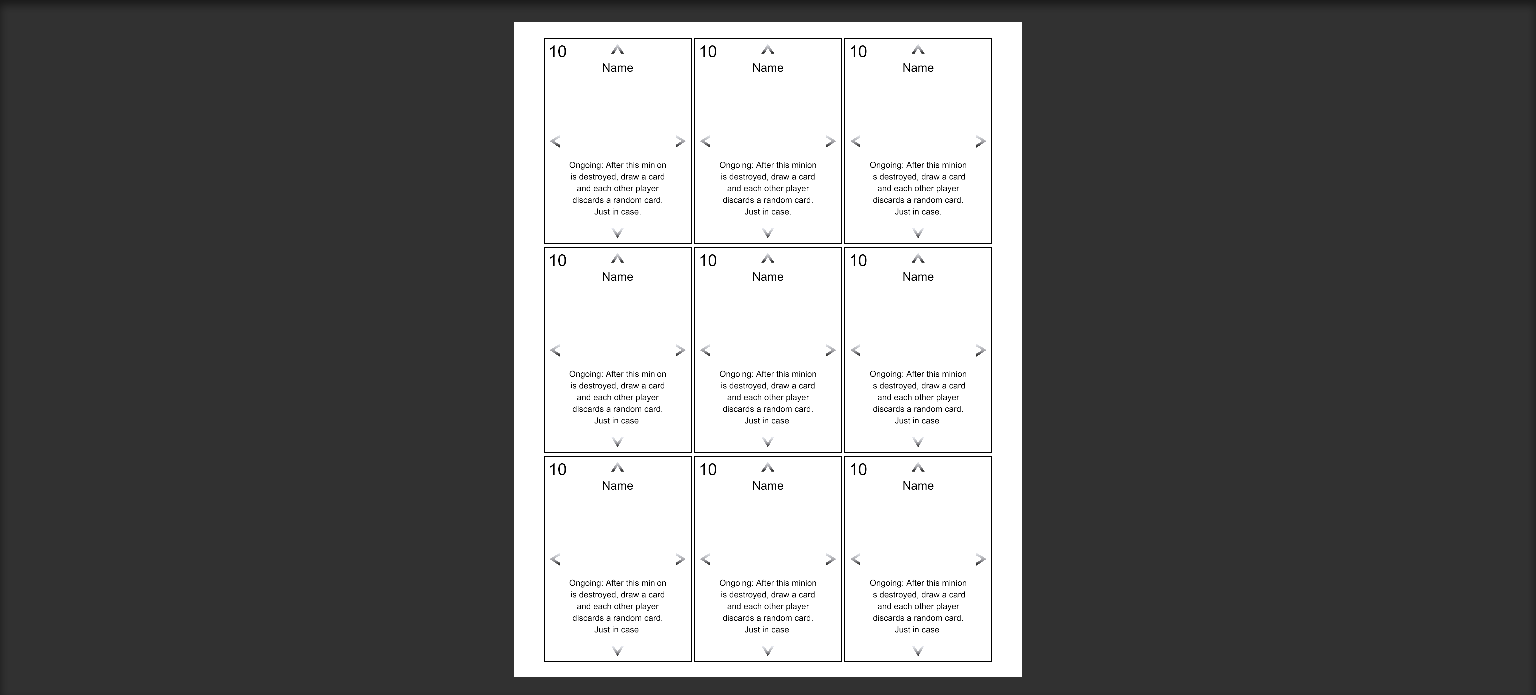 10
Name
Ongoing: After this minion
is destroyed, draw a card
and each other player
discards a random card.
Just in case.
10
Name
Ongoing: After this minion
is destroyed, draw a card
and each other player
discards a random card.
Just in case.
10
Name
Ongoing: After this minion
is destroyed, draw a card
and each other player
discards a random card.
Just in case.
10
Name
Ongoing: After this minion
is destroyed, draw a card
and each other player
discards a random card.
Just in case
10
Name
Ongoing: After this minion
is destroyed, draw a card
and each other player
discards a random card.
Just in case
10
Name
Ongoing: After this minion
is destroyed, draw a card
and each other player
discards a random card.
Just in case
10
Name
Ongoing: After this minion
is destroyed, draw a card
and each other player
discards a random card.
Just in case
10
Name
Ongoing: After this minion
is destroyed, draw a card
and each other player
discards a random card.
Just in case
10
Name
Ongoing: After this minion
is destroyed, draw a card
and each other player
discards a random card.
Just in case